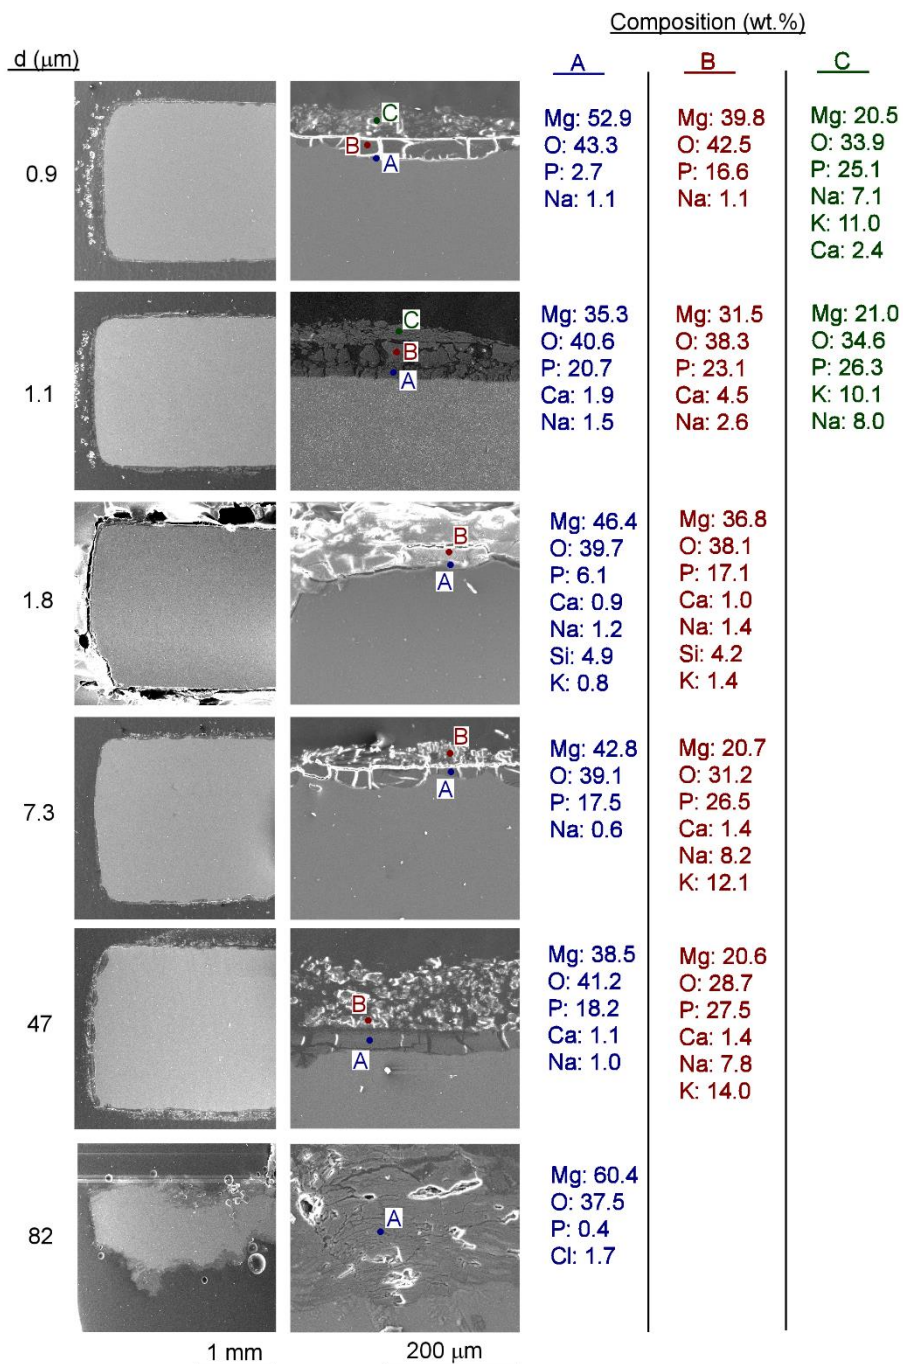 Composition (wt.%)
d (μm)
A B C
0.9
C
B
A
Mg: 52.9
O: 43.3
P: 2.7
Na: 1.1
Mg: 39.8
O: 42.5
P: 16.6
Na: 1.1
Mg: 20.5
O: 33.9
P: 25.1
Na: 7.1
K: 11.0
Ca: 2.4
1.1
C
B
A
Mg: 35.3
O: 40.6
P: 20.7
Ca: 1.9
Na: 1.5
Mg: 31.5
O: 38.3
P: 23.1
Ca: 4.5
Na: 2.6
Mg: 21.0
O: 34.6
P: 26.3
K: 10.1
Na: 8.0
1.8
B
A
Mg: 46.4
O: 39.7
P: 6.1
Ca: 0.9
Na: 1.2
Si: 4.9
K: 0.8
Mg: 36.8
O: 38.1
P: 17.1
Ca: 1.0
Na: 1.4
Si: 4.2
K: 1.4
7.3
B
A
Mg: 42.8
O: 39.1
P: 17.5
Na: 0.6
Mg: 20.7
O: 31.2
P: 26.5
Ca: 1.4
Na: 8.2
K: 12.1
47
B
A
Mg: 38.5
O: 41.2
P: 18.2
Ca: 1.1
Na: 1.0
Mg: 20.6
O: 28.7
P: 27.5
Ca: 1.4
Na: 7.8
K: 14.0
82
A
Mg: 60.4
O: 37.5
P: 0.4
Cl: 1.7
1 mm
200 μm